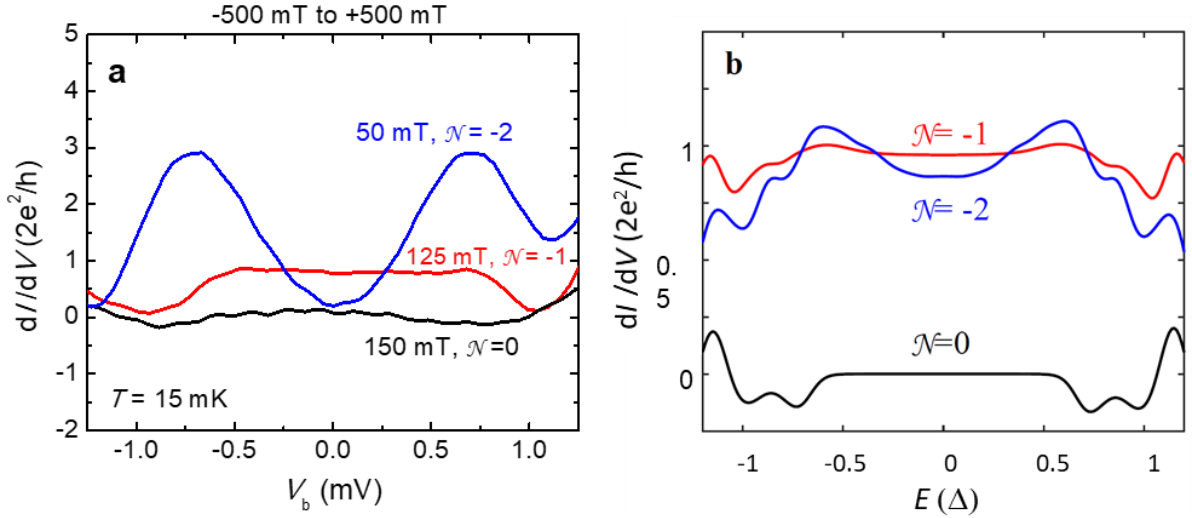 -500 mT to +500 mT
a
5
4
3
2
1
0
-1
-2
dI/dV (2e²/h)
50 mT, 𝒩 = -2
125 mT, 𝒩 = -1
150 mT, 𝒩=0
T = 15 mK
-1.0 -0.5 0.0 0.5 1.0
V_b (mV)
b
1
0.
5
0
dI/dV (2e²/h)
𝒩= -1
𝒩= -2
𝒩=0
-1 -0.5 0 0.5 1
E (Δ)